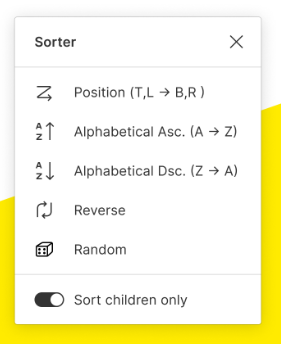 Sorter
Position (T,L → B,R )
Alphabetical Asc. (A → Z)
Alphabetical Dsc. (Z → A)
Reverse
Random
Sort children only